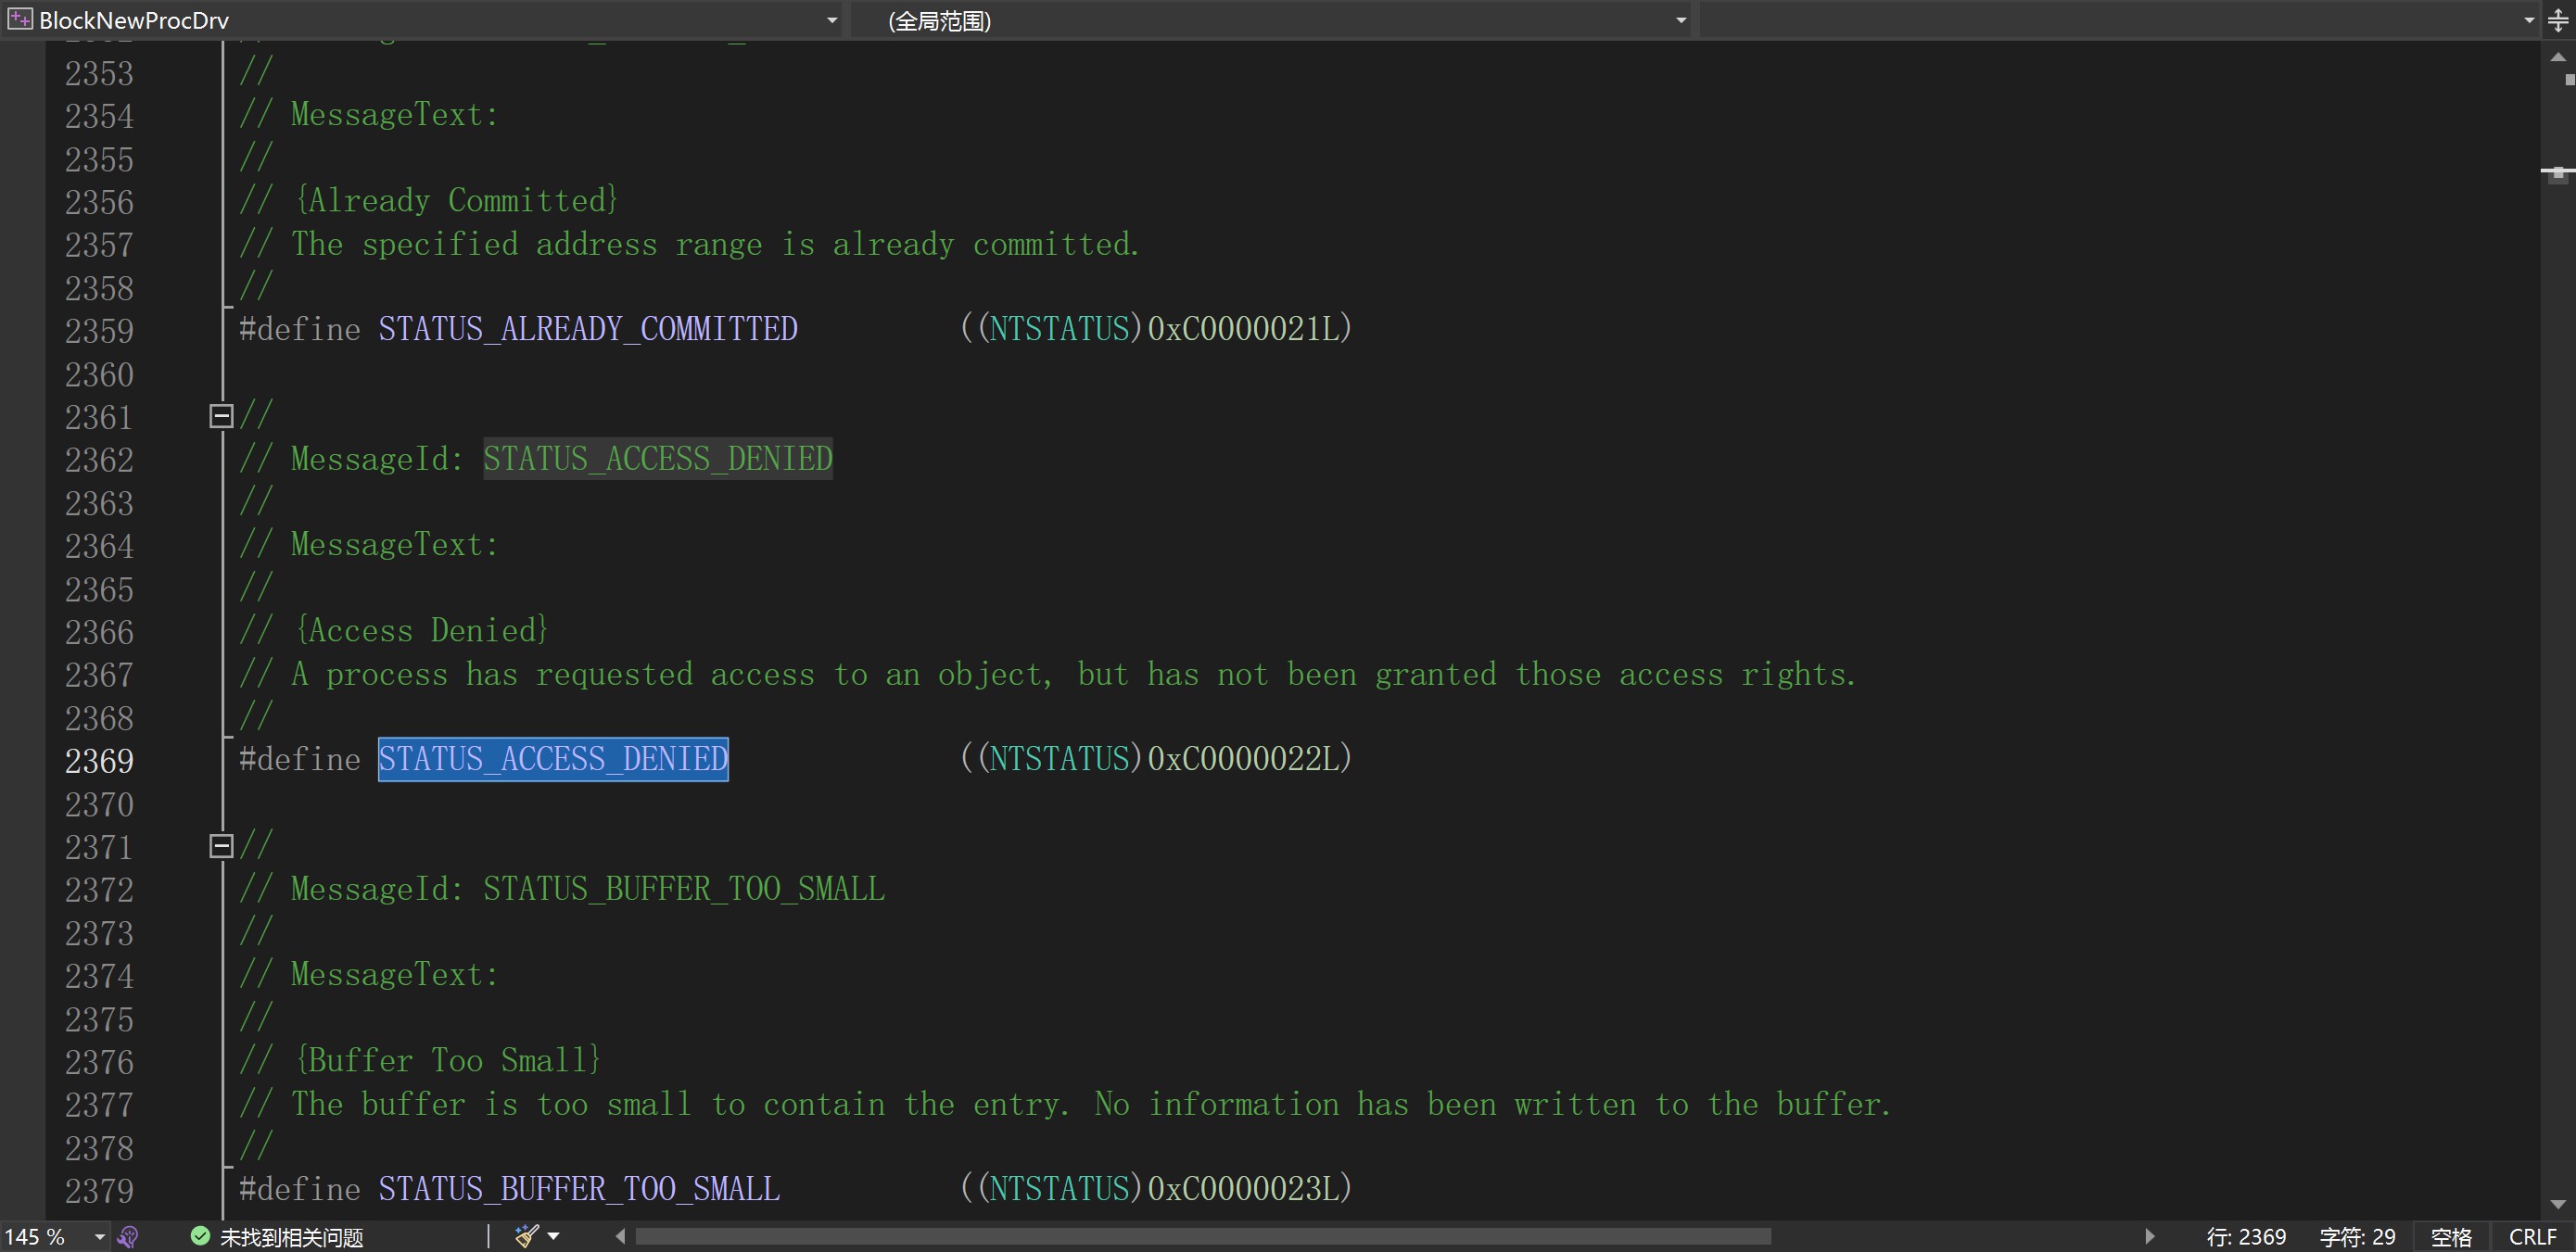 BlockNewProcDrv (全局范围)
2353 //
2354 // MessageText:
2355 //
2356 // {Already Committed}
2357 // The specified address range is already committed.
2358 //
2359 #define STATUS_ALREADY_COMMITTED ((NTSTATUS)0xC0000021L)
2360
2361 //
2362 // MessageId: STATUS_ACCESS_DENIED
2363 //
2364 // MessageText:
2365 //
2366 // {Access Denied}
2367 // A process has requested access to an object, but has not been granted those access rights.
2368 //
2369 #define STATUS_ACCESS_DENIED ((NTSTATUS)0xC0000022L)
2370
2371 //
2372 // MessageId: STATUS_BUFFER_TOO_SMALL
2373 //
2374 // MessageText:
2375 //
2376 // {Buffer Too Small}
2377 // The buffer is too small to contain the entry. No information has been written to the buffer.
2378 //
2379 #define STATUS_BUFFER_TOO_SMALL ((NTSTATUS)0xC0000023L)
145 % 未找到相关问题 行: 2369 字符: 29 空格 CRLF